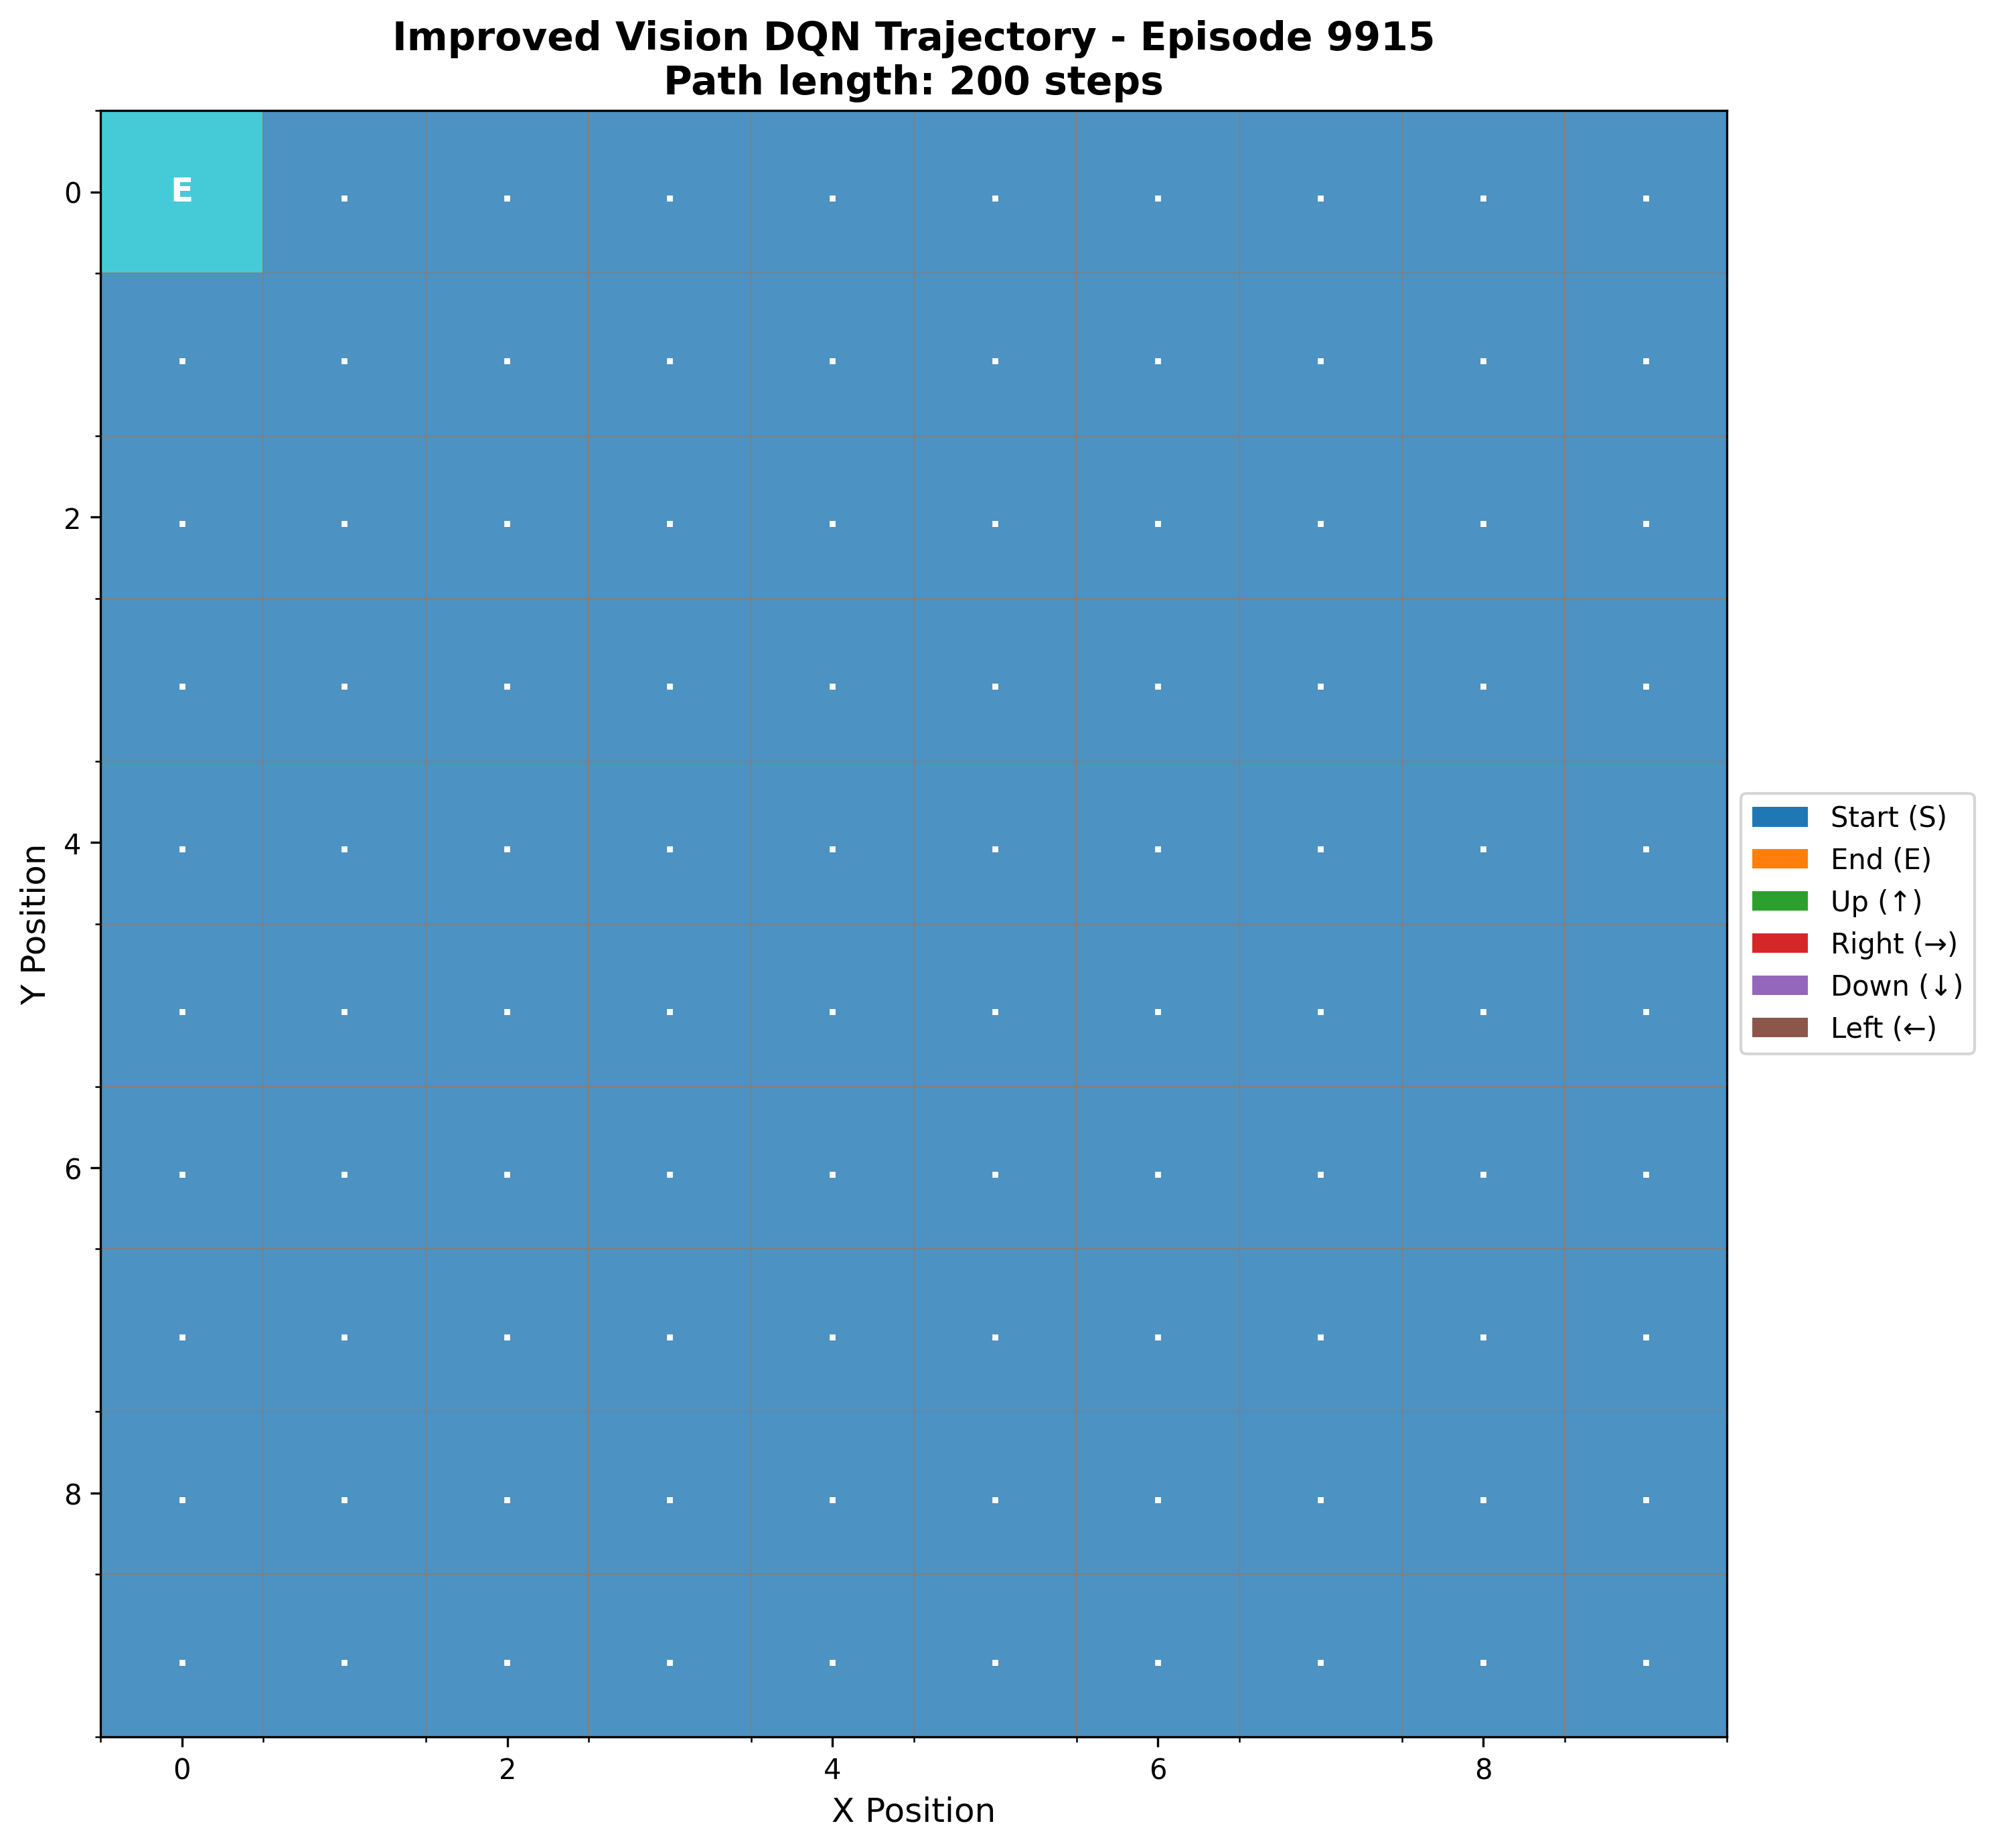 Improved Vision DQN Trajectory - Episode 9915
Path length: 200 steps
E . . . . . . . . .
. . . . . . . . . .
. . . . . . . . . .
. . . . . . . . . .
. . . . . . . . . .
. . . . . . . . . .
. . . . . . . . . .
. . . . . . . . . .
. . . . . . . . . .
. . . . . . . . . .
0
2
4
6
8
Y Position
0 2 4 6 8
X Position
Start (S)
End (E)
Up (↑)
Right (→)
Down (↓)
Left (←)